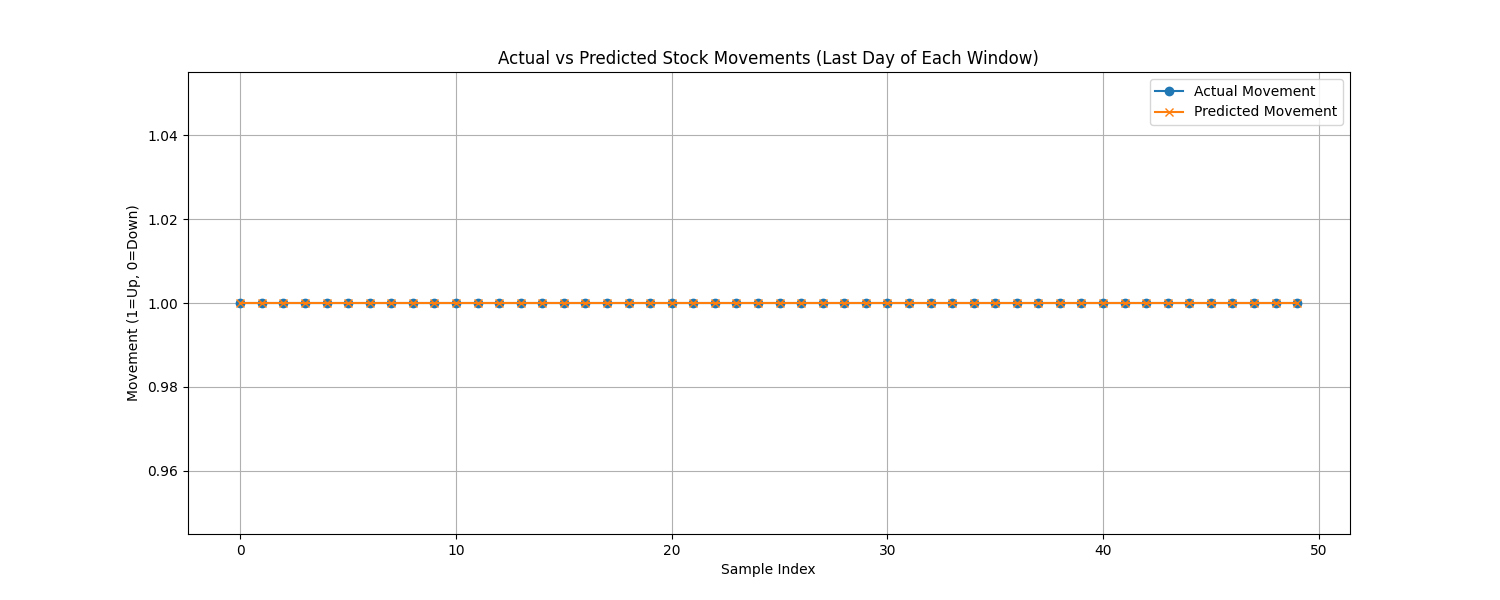 Actual vs Predicted Stock Movements (Last Day of Each Window)
Actual Movement
Predicted Movement
Movement (1=Up, 0=Down)
1.04
1.02
1.00
0.98
0.96
0 10 20 30 40 50
Sample Index